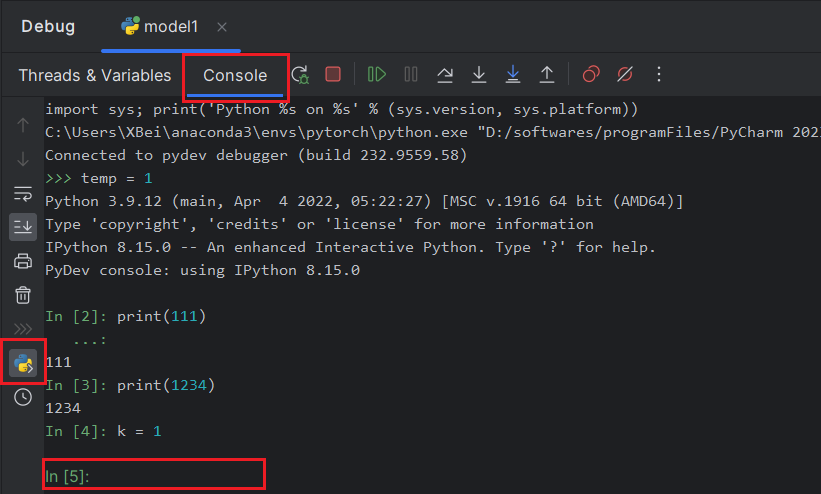 Debug model1
Threads & Variables Console
import sys; print('Python %s on %s' % (sys.version, sys.platform))
C:\Users\XBei\anaconda3\envs\pytorch\python.exe "D:/softwares/programFiles/PyCharm 202
Connected to pydev debugger (build 232.9559.58)
>>> temp = 1
Python 3.9.12 (main, Apr  4 2022, 05:22:27) [MSC v.1916 64 bit (AMD64)]
Type 'copyright', 'credits' or 'license' for more information
IPython 8.15.0 -- An enhanced Interactive Python. Type '?' for help.
PyDev console: using IPython 8.15.0
In [2]: print(111)
...:
111
In [3]: print(1234)
1234
In [4]: k = 1
In [5]: